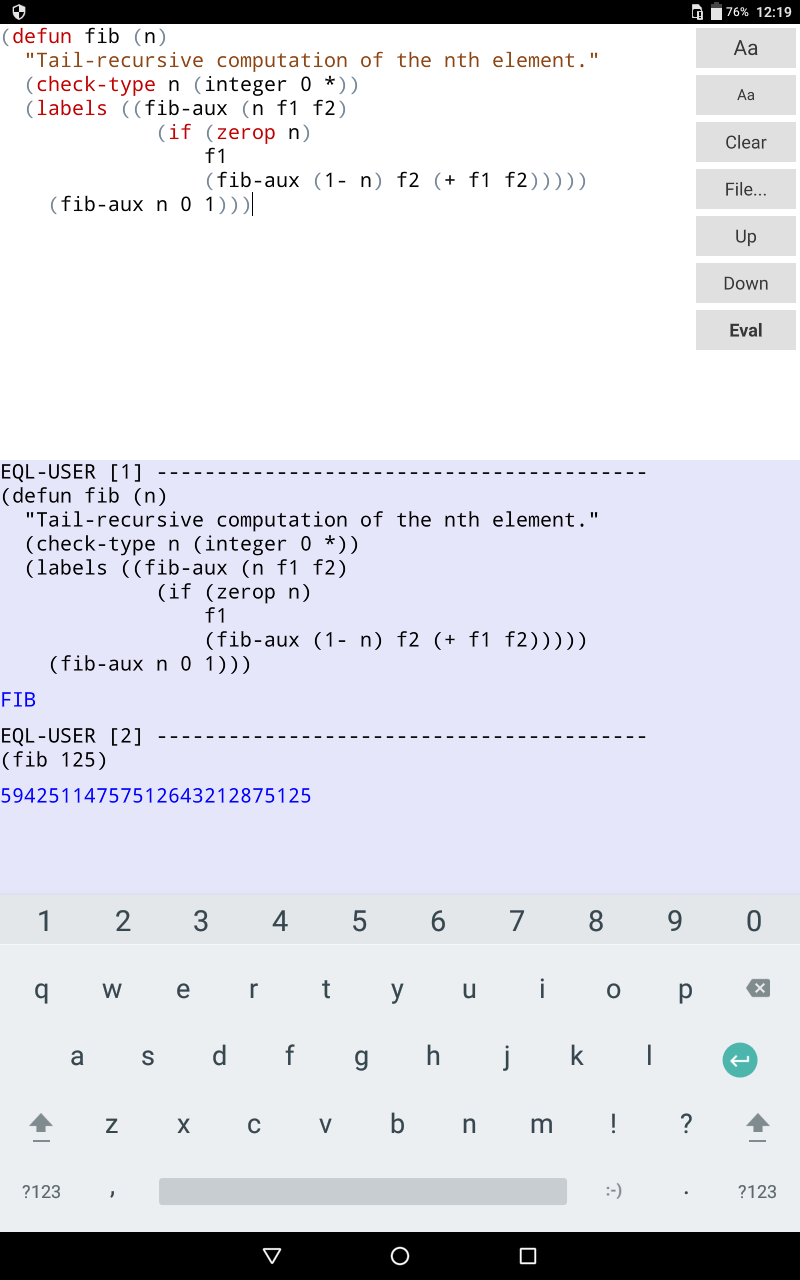 76% 12:19
(defun fib (n)
  "Tail-recursive computation of the nth element."
  (check-type n (integer 0 *))
  (labels ((fib-aux (n f1 f2)
             (if (zerop n)
                 f1
                 (fib-aux (1- n) f2 (+ f1 f2)))))
    (fib-aux n 0 1)))
Aa
Aa
Clear
File...
Up
Down
Eval
EQL-USER [1] -----------------------------------------
(defun fib (n)
  "Tail-recursive computation of the nth element."
  (check-type n (integer 0 *))
  (labels ((fib-aux (n f1 f2)
             (if (zerop n)
                 f1
                 (fib-aux (1- n) f2 (+ f1 f2)))))
    (fib-aux n 0 1)))
FIB
EQL-USER [2] -----------------------------------------
(fib 125)
59425114757512643212875125
1 2 3 4 5 6 7 8 9 0
q w e r t y u i o p
a s d f g h j k l
z x c v b n m ! ?
?123 , :-) . ?123